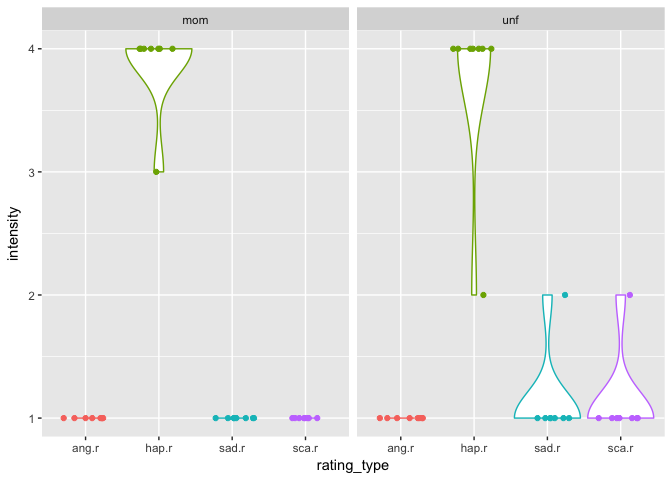 mom unf
intensity
4
3
2
1
ang.r hap.r sad.r sca.r ang.r hap.r sad.r sca.r
rating_type